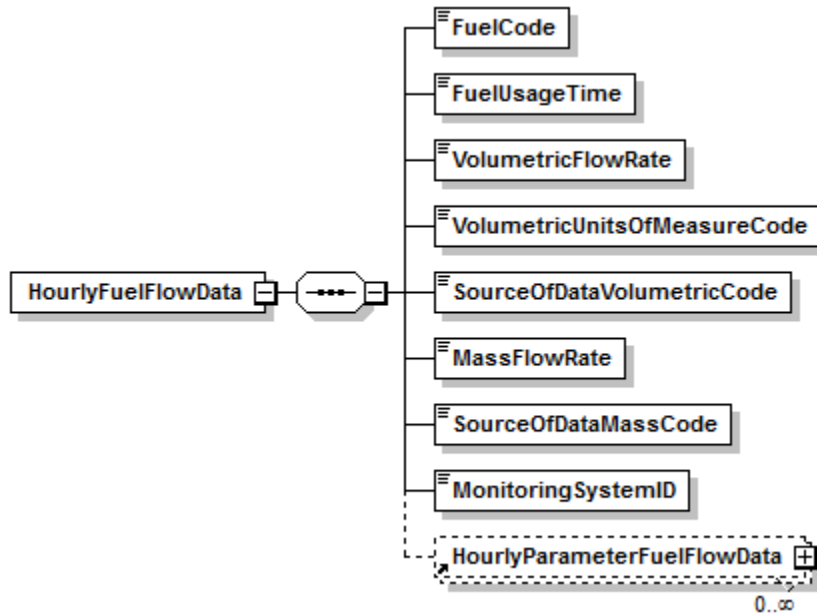 FuelCode
FuelUsageTime
VolumetricFlowRate
VolumetricUnitsOfMeasureCode
HourlyFuelFlowData
SourceOfDataVolumetricCode
MassFlowRate
SourceOfDataMassCode
MonitoringSystemID
HourlyParameterFuelFlowData
0..∞